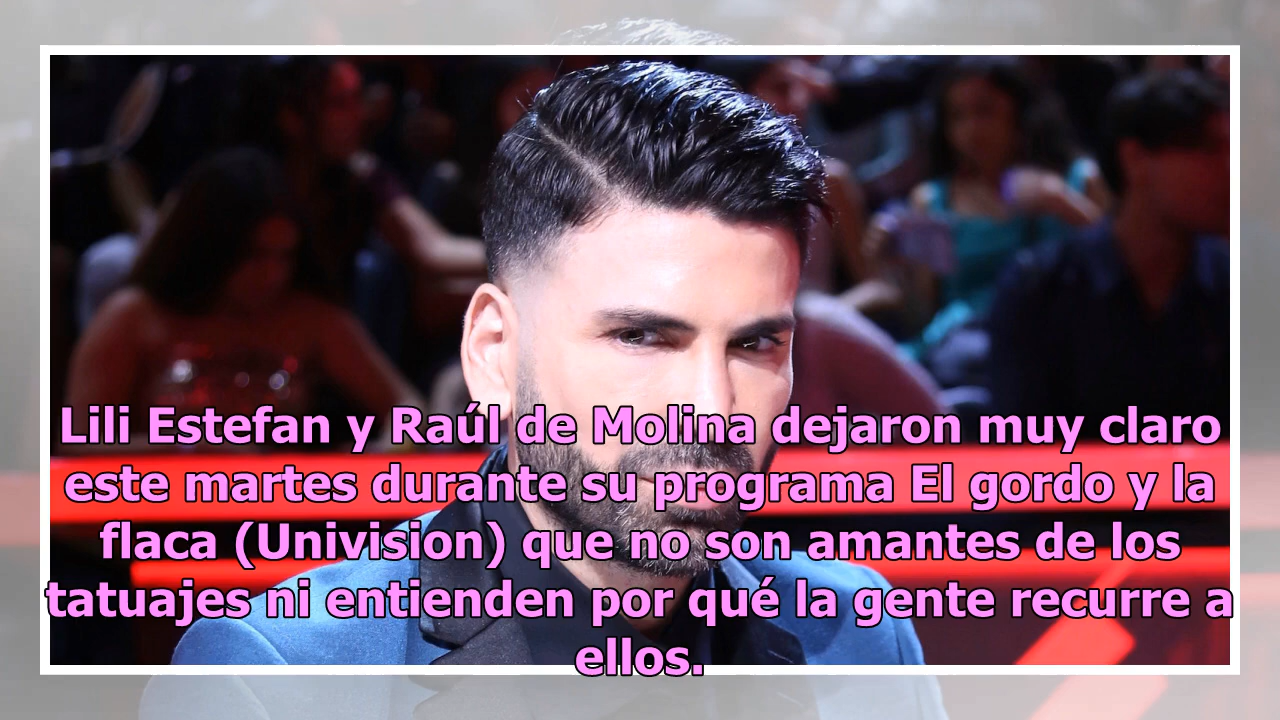 Lili Estefan y Raúl de Molina dejaron muy claro
este martes durante su programa El gordo y la
flaca (Univision) que no son amantes de los
tatuajes ni entienden por qué la gente recurre a
ellos.